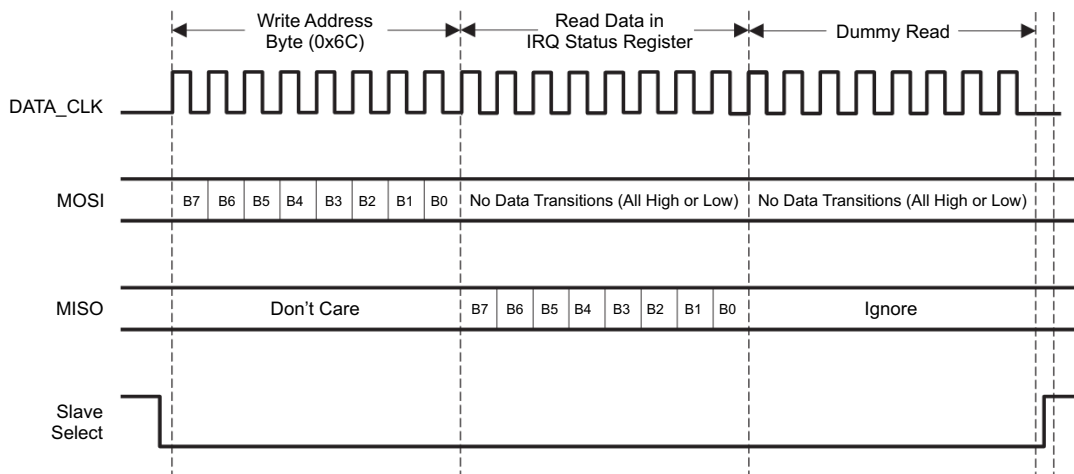 Write Address
Byte (0x6C)
Read Data in
IRQ Status Register
Dummy Read
DATA_CLK
MOSI
B7 B6 B5 B4 B3 B2 B1 B0
No Data Transitions (All High or Low)
No Data Transitions (All High or Low)
MISO
Don't Care
B7 B6 B5 B4 B3 B2 B1 B0
Ignore
Slave
Select